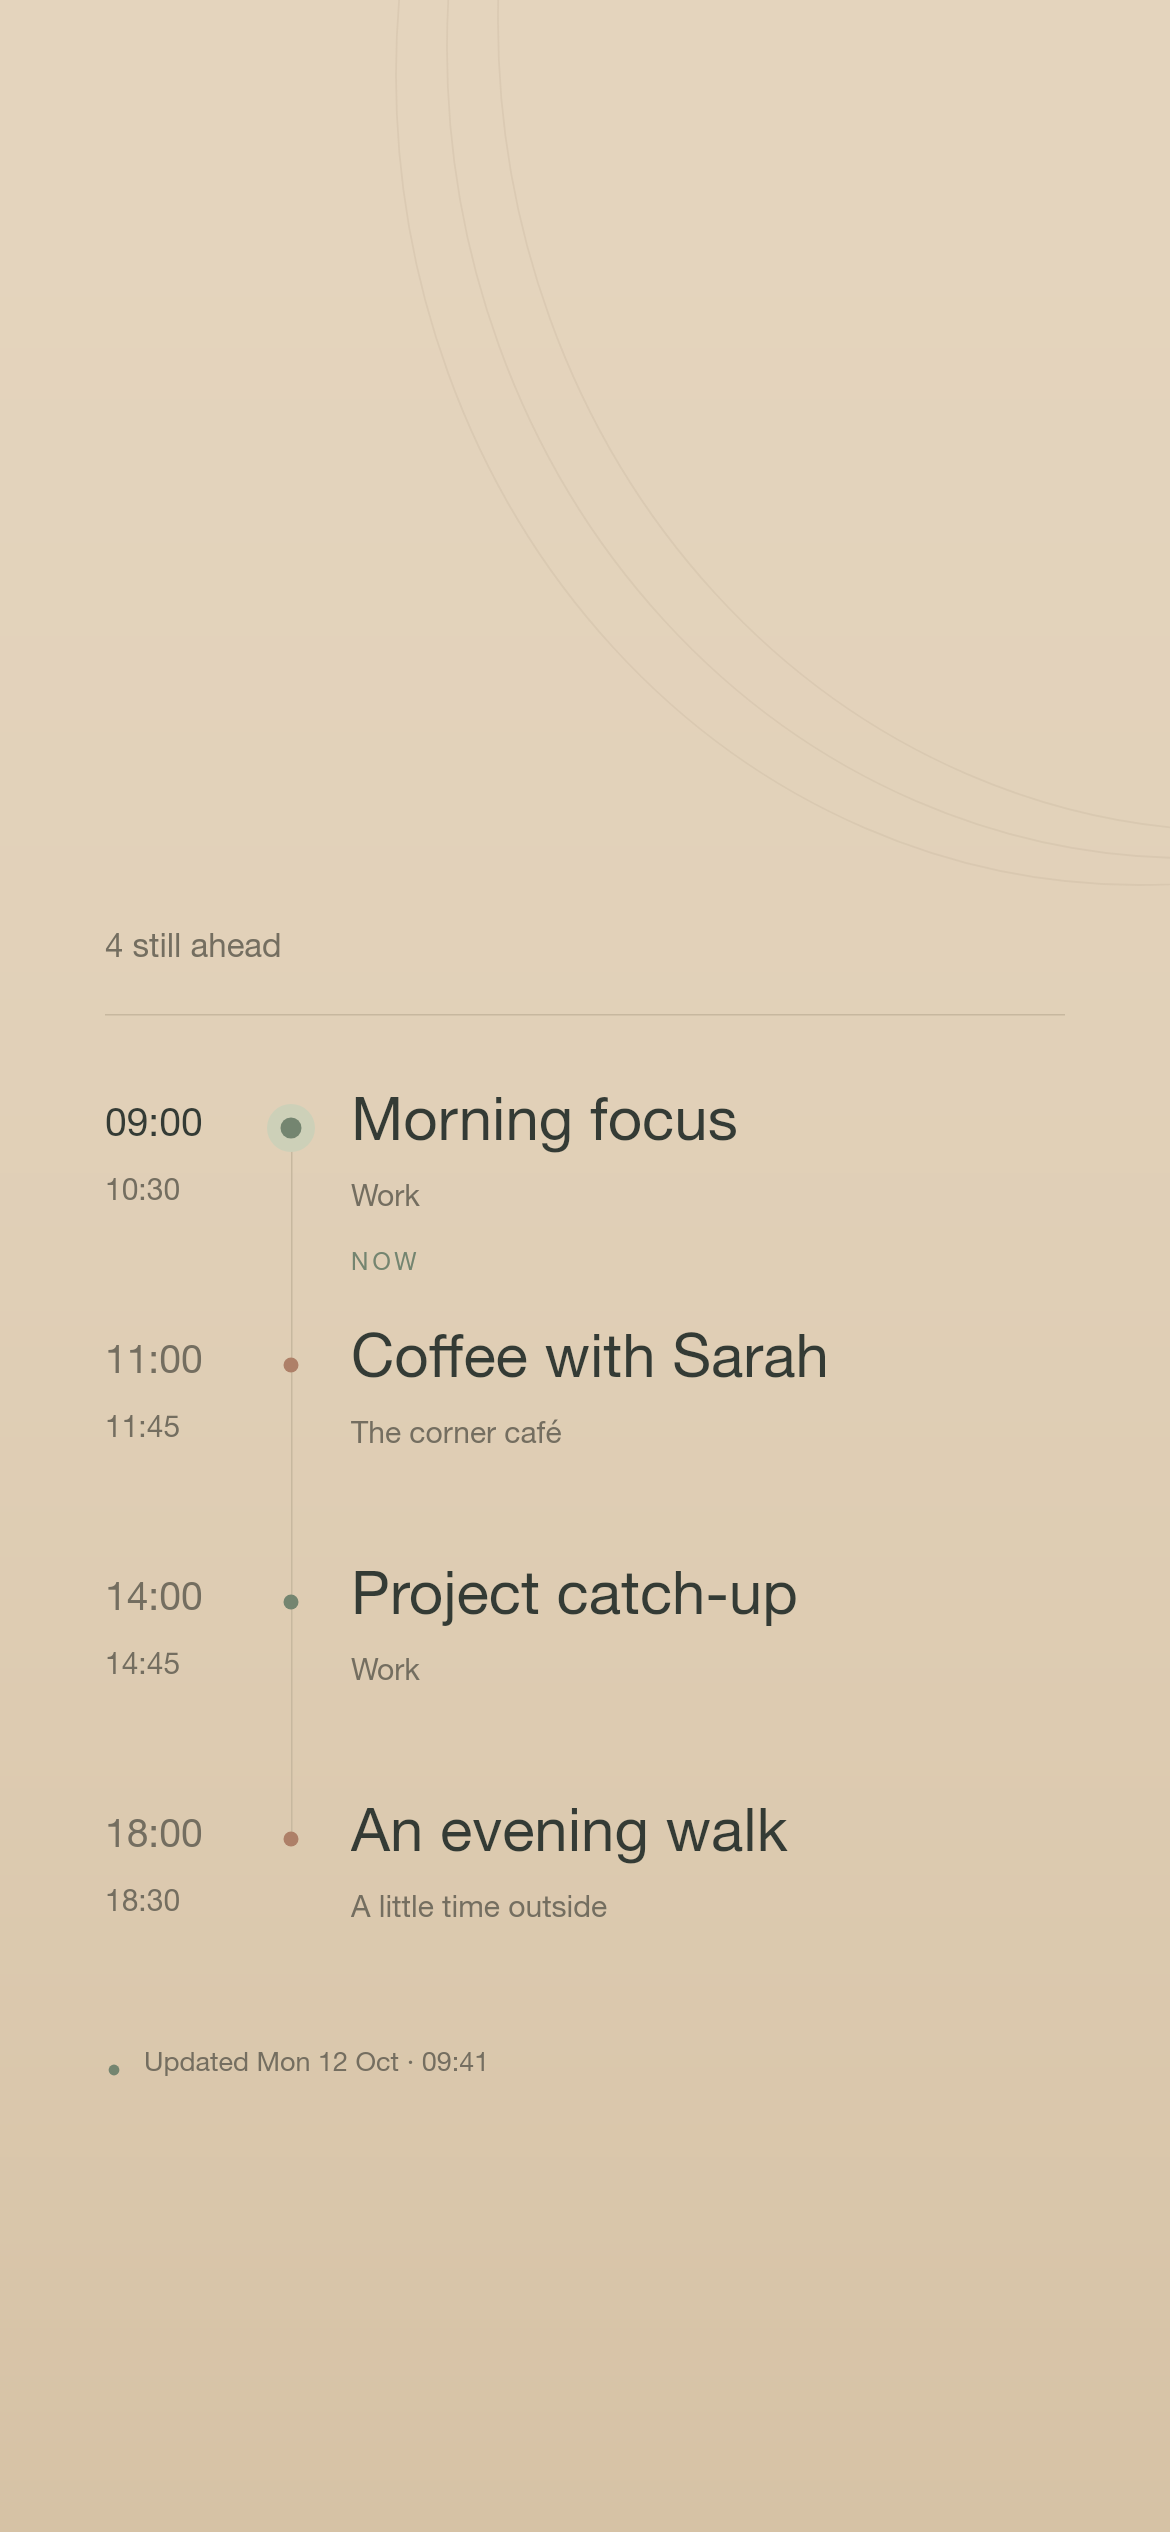 4 still ahead
09:00
Morning focus
10:30
Work
NOW
11:00
Coffee with Sarah
11:45
The corner café
14:00
Project catch-up
14:45
Work
18:00
An evening walk
18:30
A little time outside
Updated Mon 12 Oct · 09:41